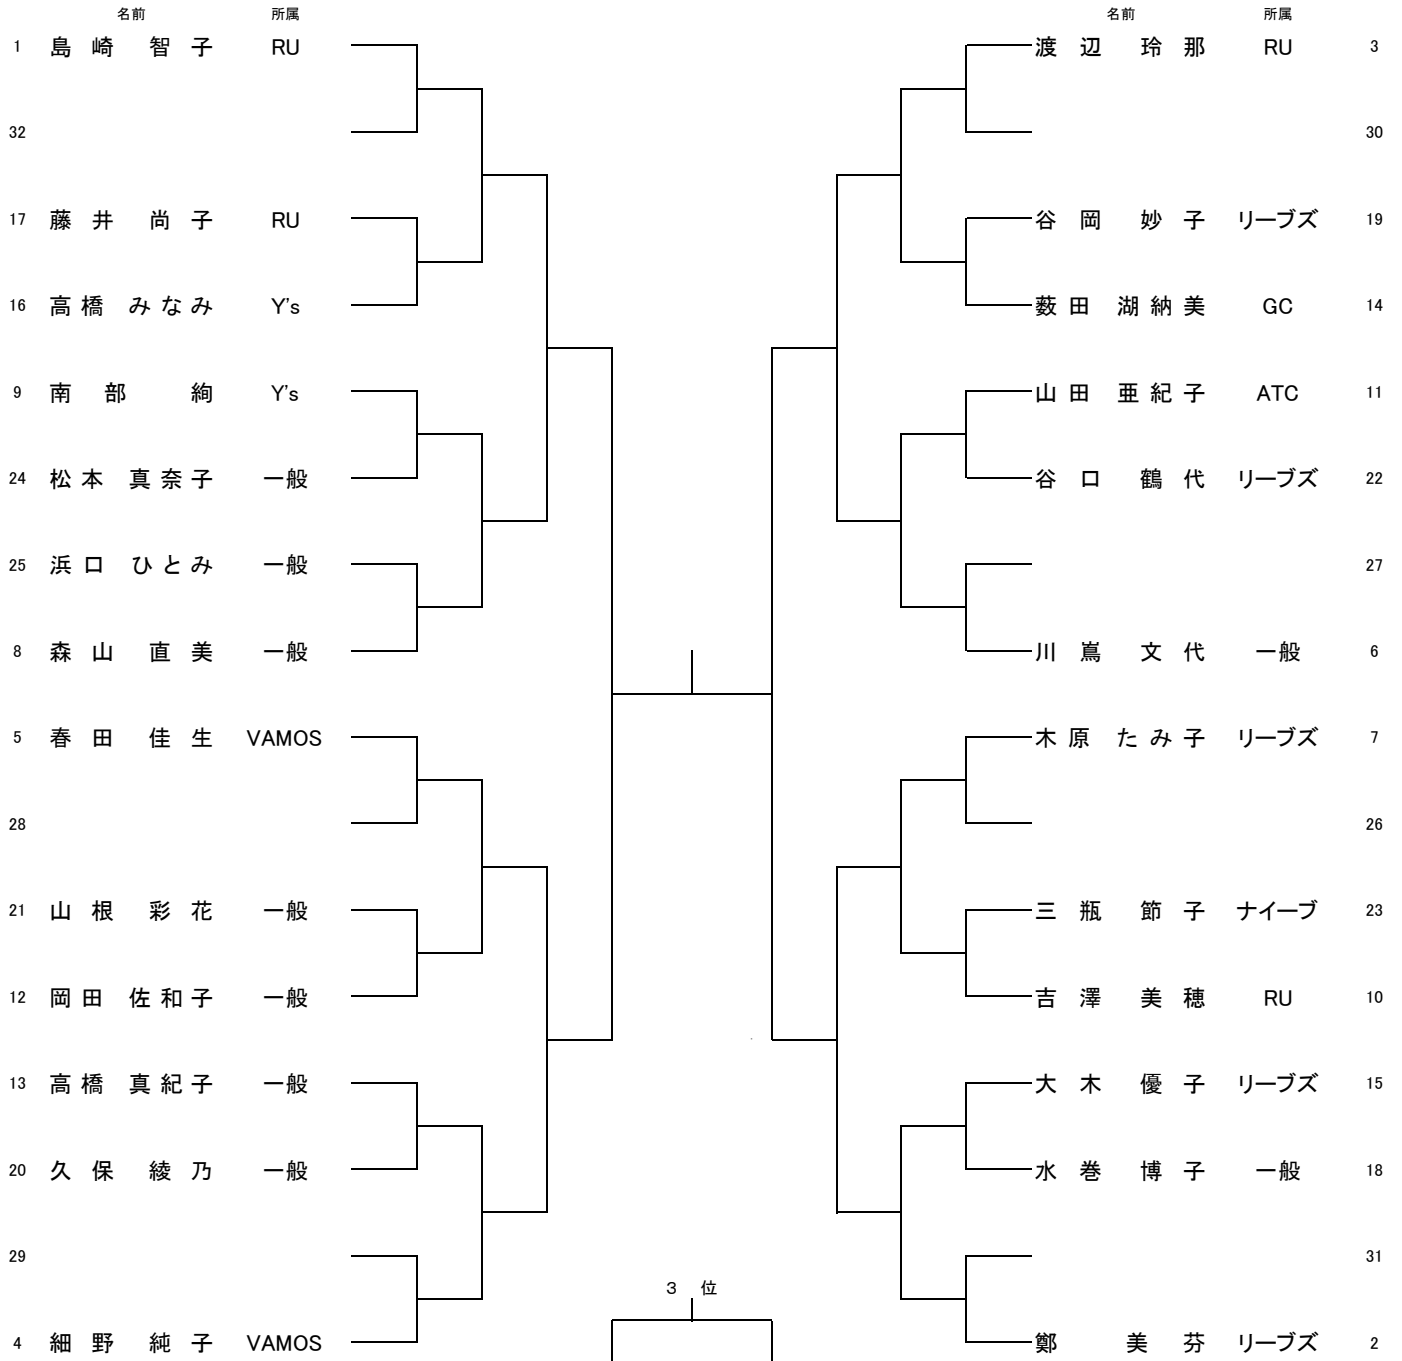 名前 所属 名前 所属
1 島崎 智子 RU 渡辺 玲那 RU 3
32 30
17 藤井 尚子 RU 谷岡 妙子 リーブズ 19
16 高橋 みなみ Y's 薮田 湖納美 GC 14
9 南部 絢 Y's 山田 亜紀子 ATC 11
24 松本 真奈子 一般 谷口 鶴代 リーブズ 22
25 浜口 ひとみ 一般 27
8 森山 直美 一般 川嶌 文代 一般 6
5 春田 佳生 VAMOS 木原 たみ子 リーブズ 7
28 26
21 山根 彩花 一般 三瓶 節子 ナイーブ 23
12 岡田 佐和子 一般 吉澤 美穂 RU 10
13 高橋 真紀子 一般 大木 優子 リーブズ 15
20 久保 綾乃 一般 水巻 博子 一般 18
29 31
3 位
4 細野 純子 VAMOS 鄭 美芬 リーブズ 2